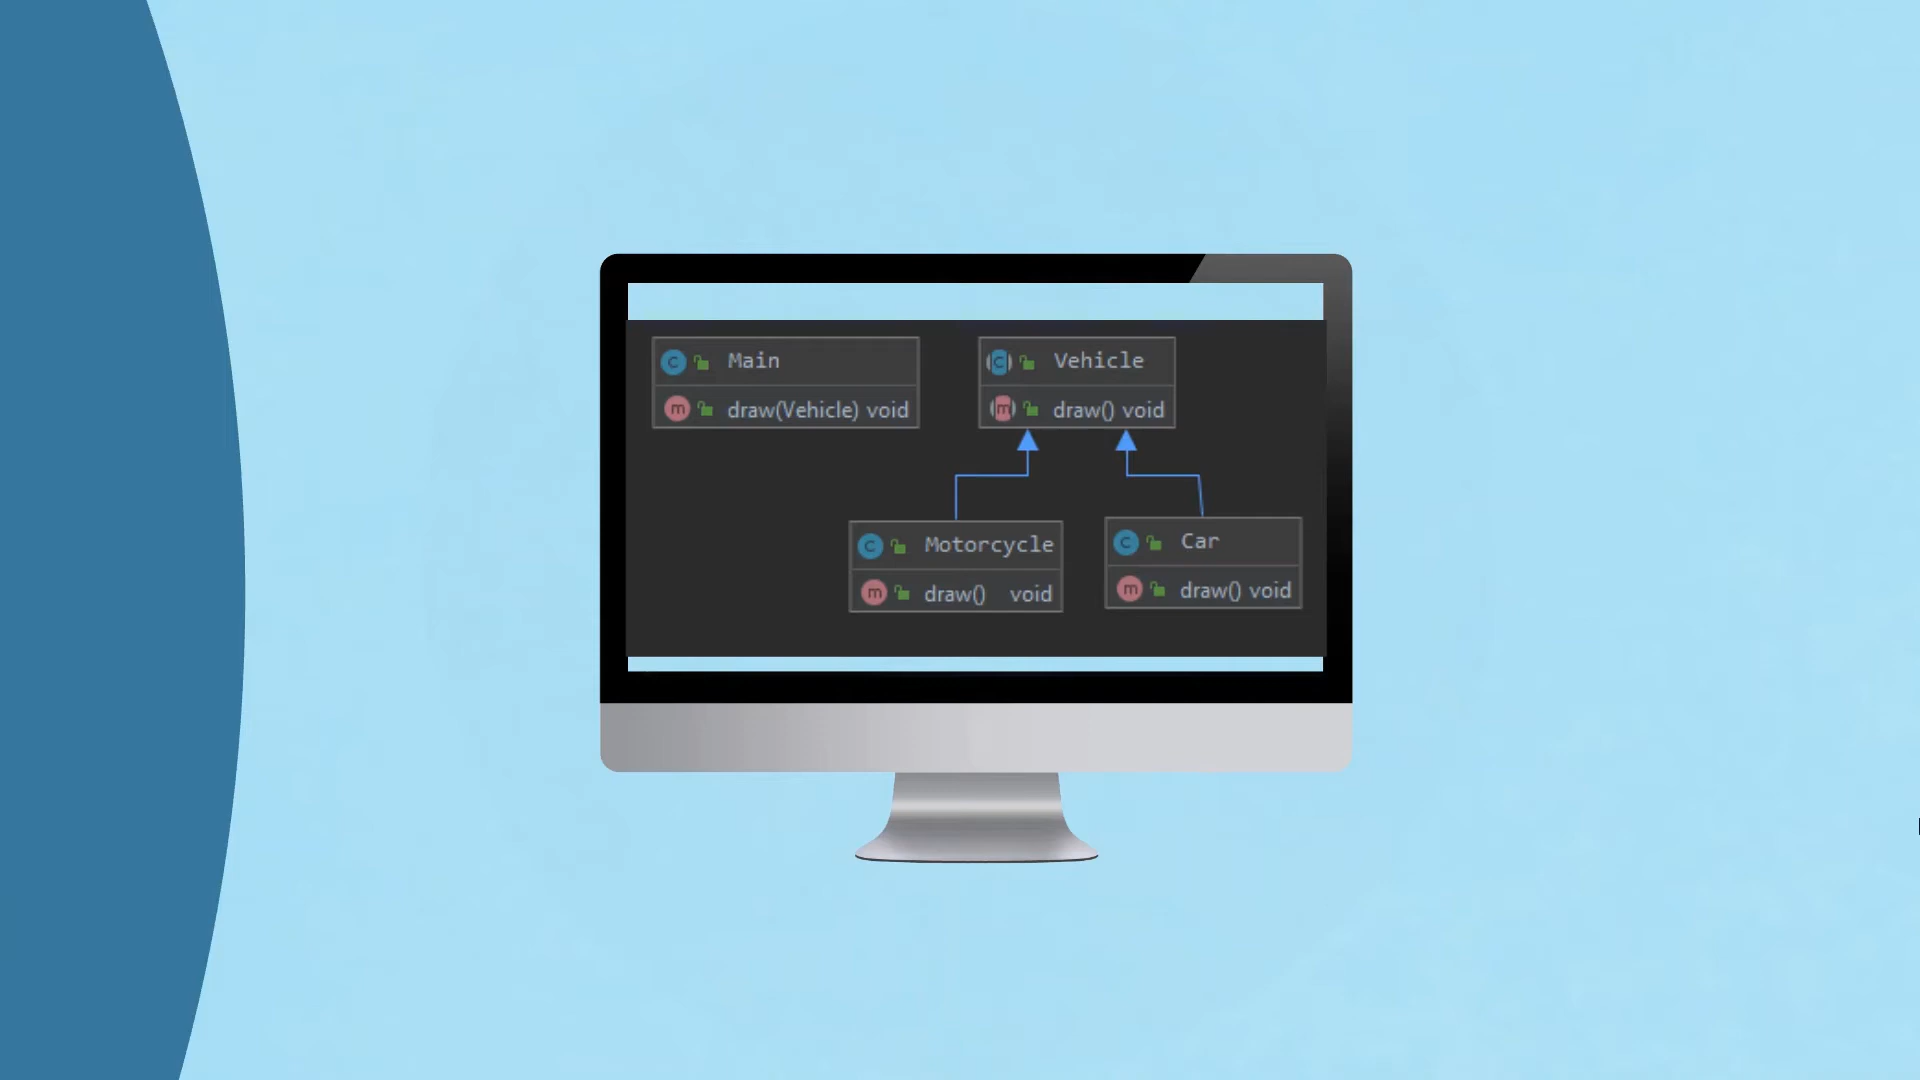 C Main
m draw(Vehicle) void
C Vehicle
m draw() void
C Motorcycle
m draw() void
C Car
m draw() void